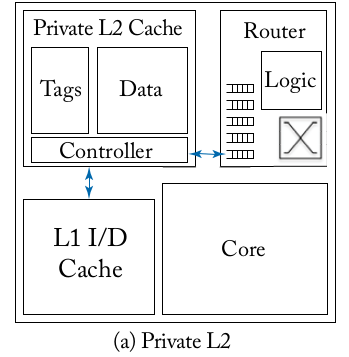 Private L2 Cache
Tags
Data
Controller
Router
Logic
L1 I/D
Cache
Core
(a) Private L2